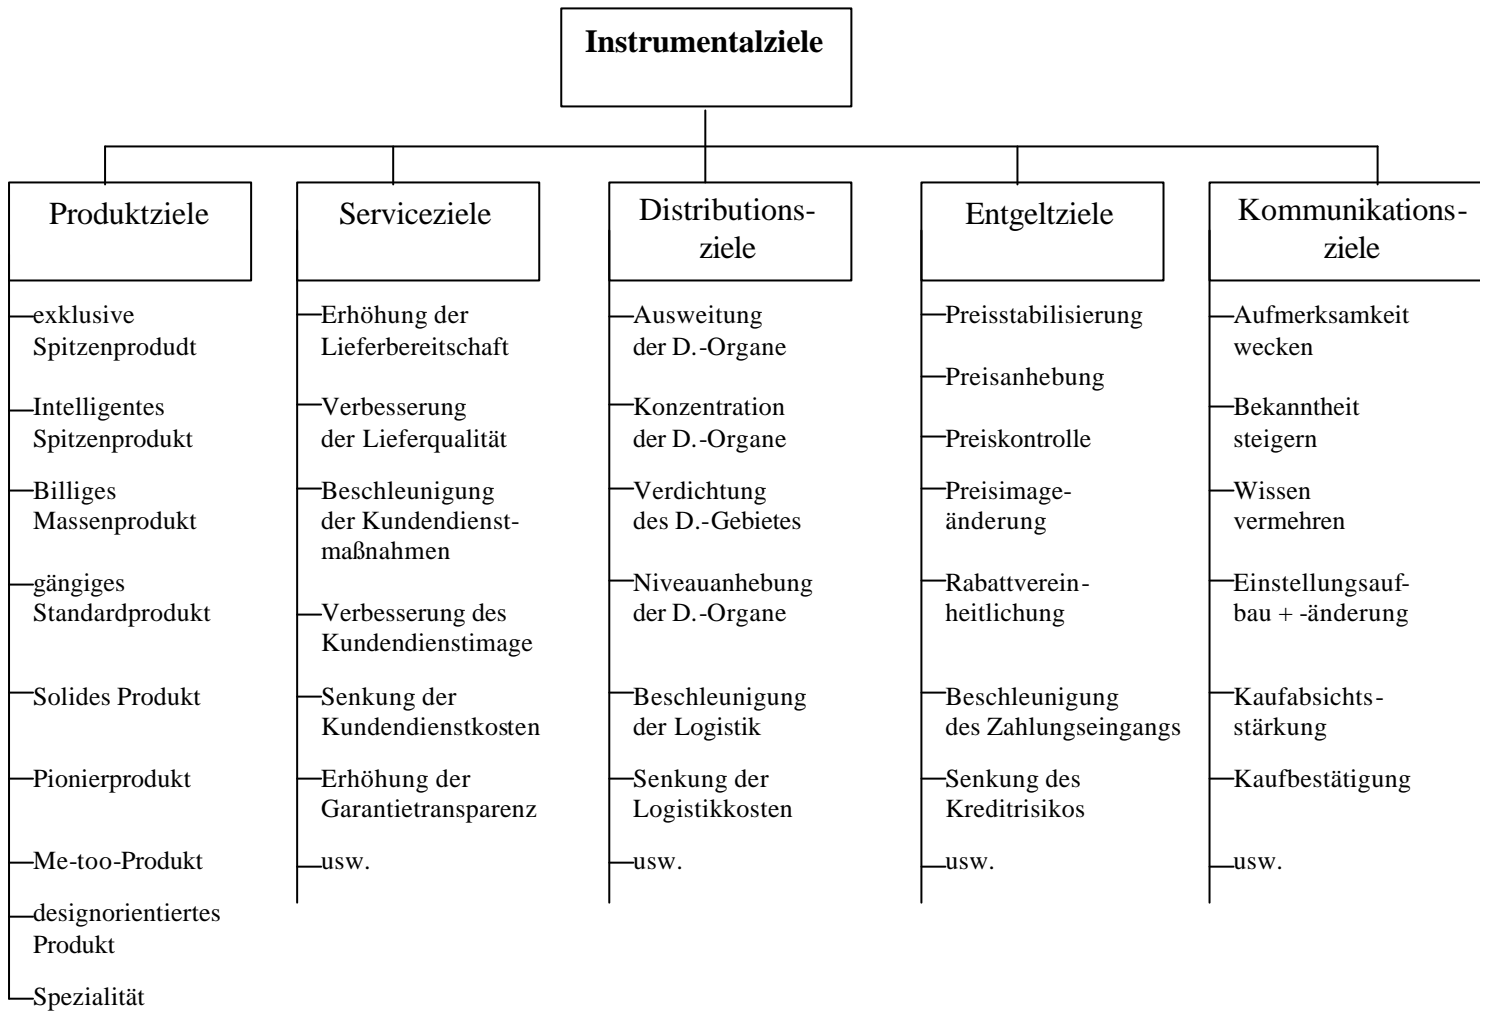 Instrumentalziele
Produktziele
exklusive
Spitzenprodudt
Intelligentes
Spitzenprodukt
Billiges
Massenprodukt
gängiges
Standardprodukt
Solides Produkt
Pionierprodukt
Me-too-Produkt
designorientiertes
Produkt
Spezialität
Serviceziele
Erhöhung der
Lieferbereitschaft
Verbesserung
der Lieferqualität
Beschleunigung
der Kundendienst-
maßnahmen
Verbesserung des
Kundendienstimage
Senkung der
Kundendienstkosten
Erhöhung der
Garantietransparenz
usw.
Distributions-
ziele
Ausweitung
der D.-Organe
Konzentration
der D.-Organe
Verdichtung
des D.-Gebietes
Niveauanhebung
der D.-Organe
Beschleunigung
der Logistik
Senkung der
Logistikkosten
usw.
Entgeltziele
Preisstabilisierung
Preisanhebung
Preiskontrolle
Preisimage-
änderung
Rabattverein-
heitlichung
Beschleunigung
des Zahlungseingangs
Senkung des
Kreditrisikos
usw.
Kommunikations-
ziele
Aufmerksamkeit
wecken
Bekanntheit
steigern
Wissen
vermehren
Einstellungsauf-
bau + -änderung
Kaufabsichts-
stärkung
Kaufbestätigung
usw.